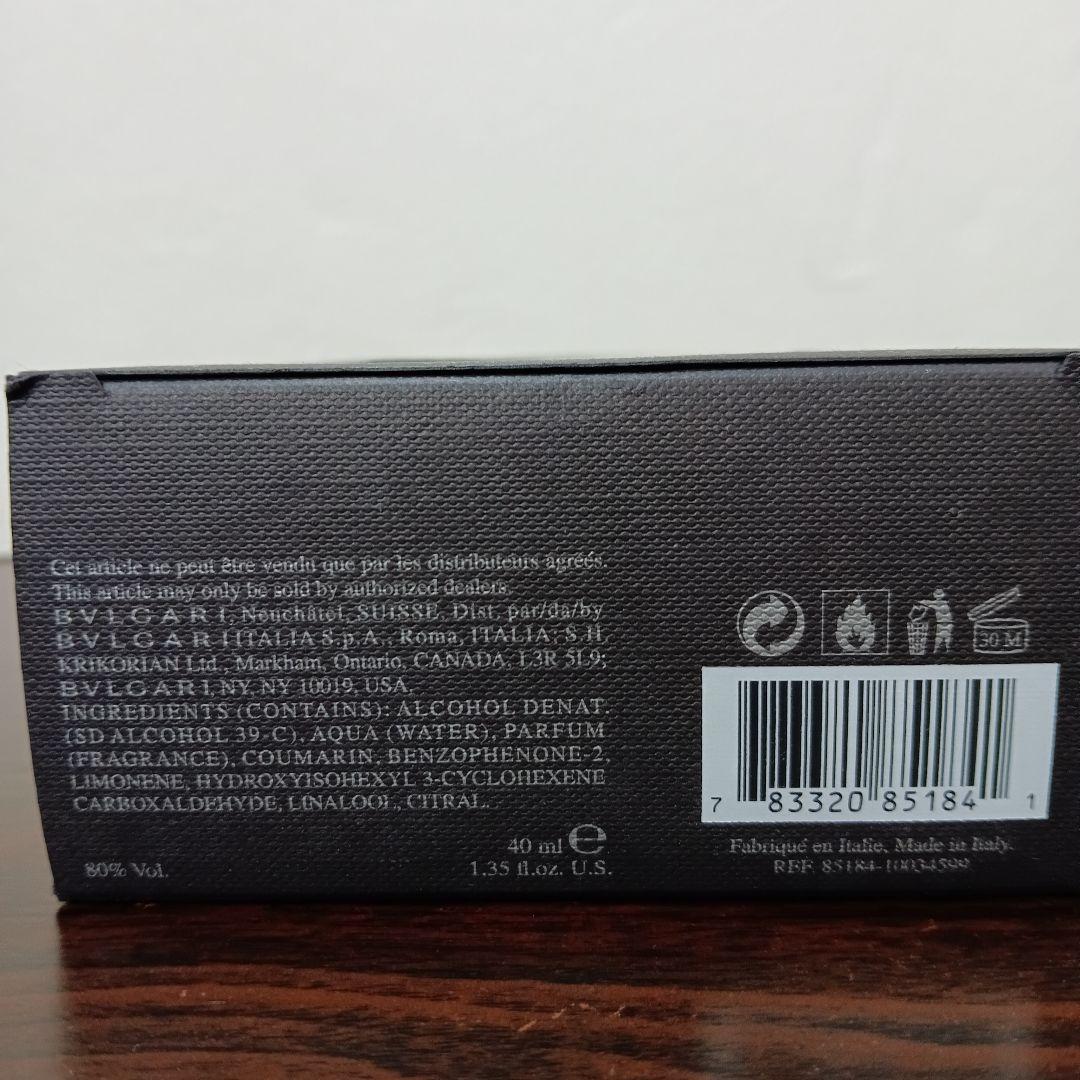 Cet article ne peut être vendu que par les distributeurs agréés.
This article may only be sold by authorized dealers.
BVLGARI, Neuchâtel, SUISSE, Dist. par/da/by
BVLGARI ITALIA S.p.A., Roma, ITALIA; S.H.
KRIKORIAN Ltd., Markham, Ontario, CANADA, L3R 5L9;
BVLGARI, NY, NY 10019, USA.
INGREDIENTS (CONTAINS): ALCOHOL DENAT.
(SD ALCOHOL 39-C), AQUA (WATER), PARFUM
(FRAGRANCE), COUMARIN, BENZOPHENONE-2,
LIMONENE, HYDROXYISOHEXYL 3-CYCLOHEXENE
CARBOXALDEHYDE, LINALOOL, CITRAL.
40 ml e
80% Vol. 1.35 fl.oz. U.S.
30 M
7 83320 85184 1
Fabriqué en Italie, Made in Italy.
REF. 85184-10034599